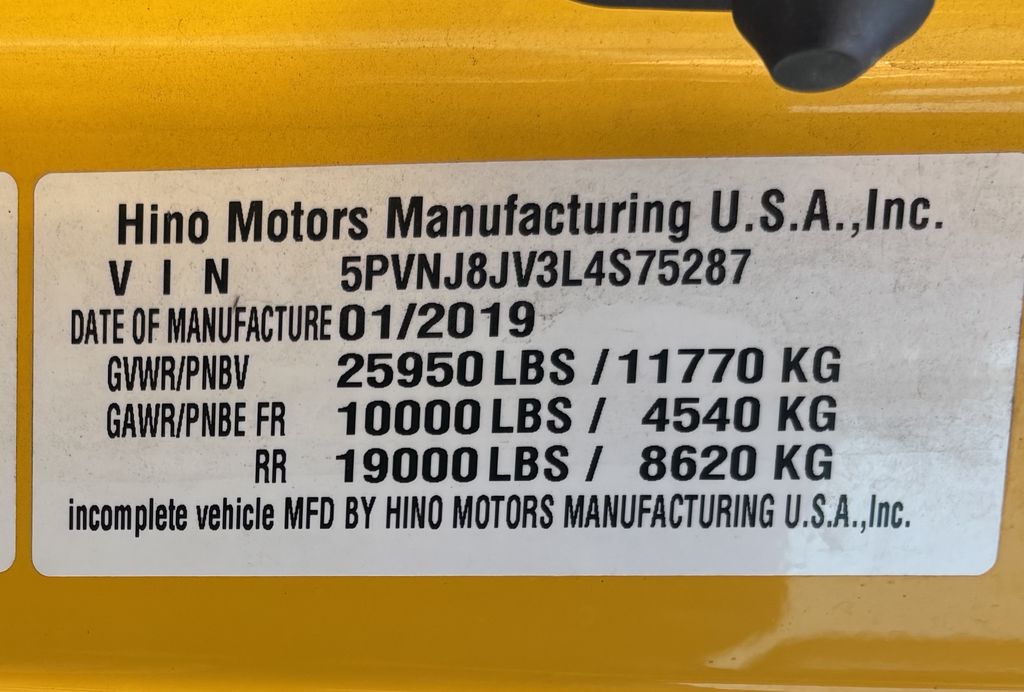 Hino Motors Manufacturing U.S.A.,Inc.
V I N 5PVNJ8JV3L4S75287
DATE OF MANUFACTURE 01/2019
GVWR/PNBV 25950 LBS / 11770 KG
GAWR/PNBE FR 10000 LBS / 4540 KG
RR 19000 LBS / 8620 KG
incomplete vehicle MFD BY HINO MOTORS MANUFACTURING U.S.A.,Inc.